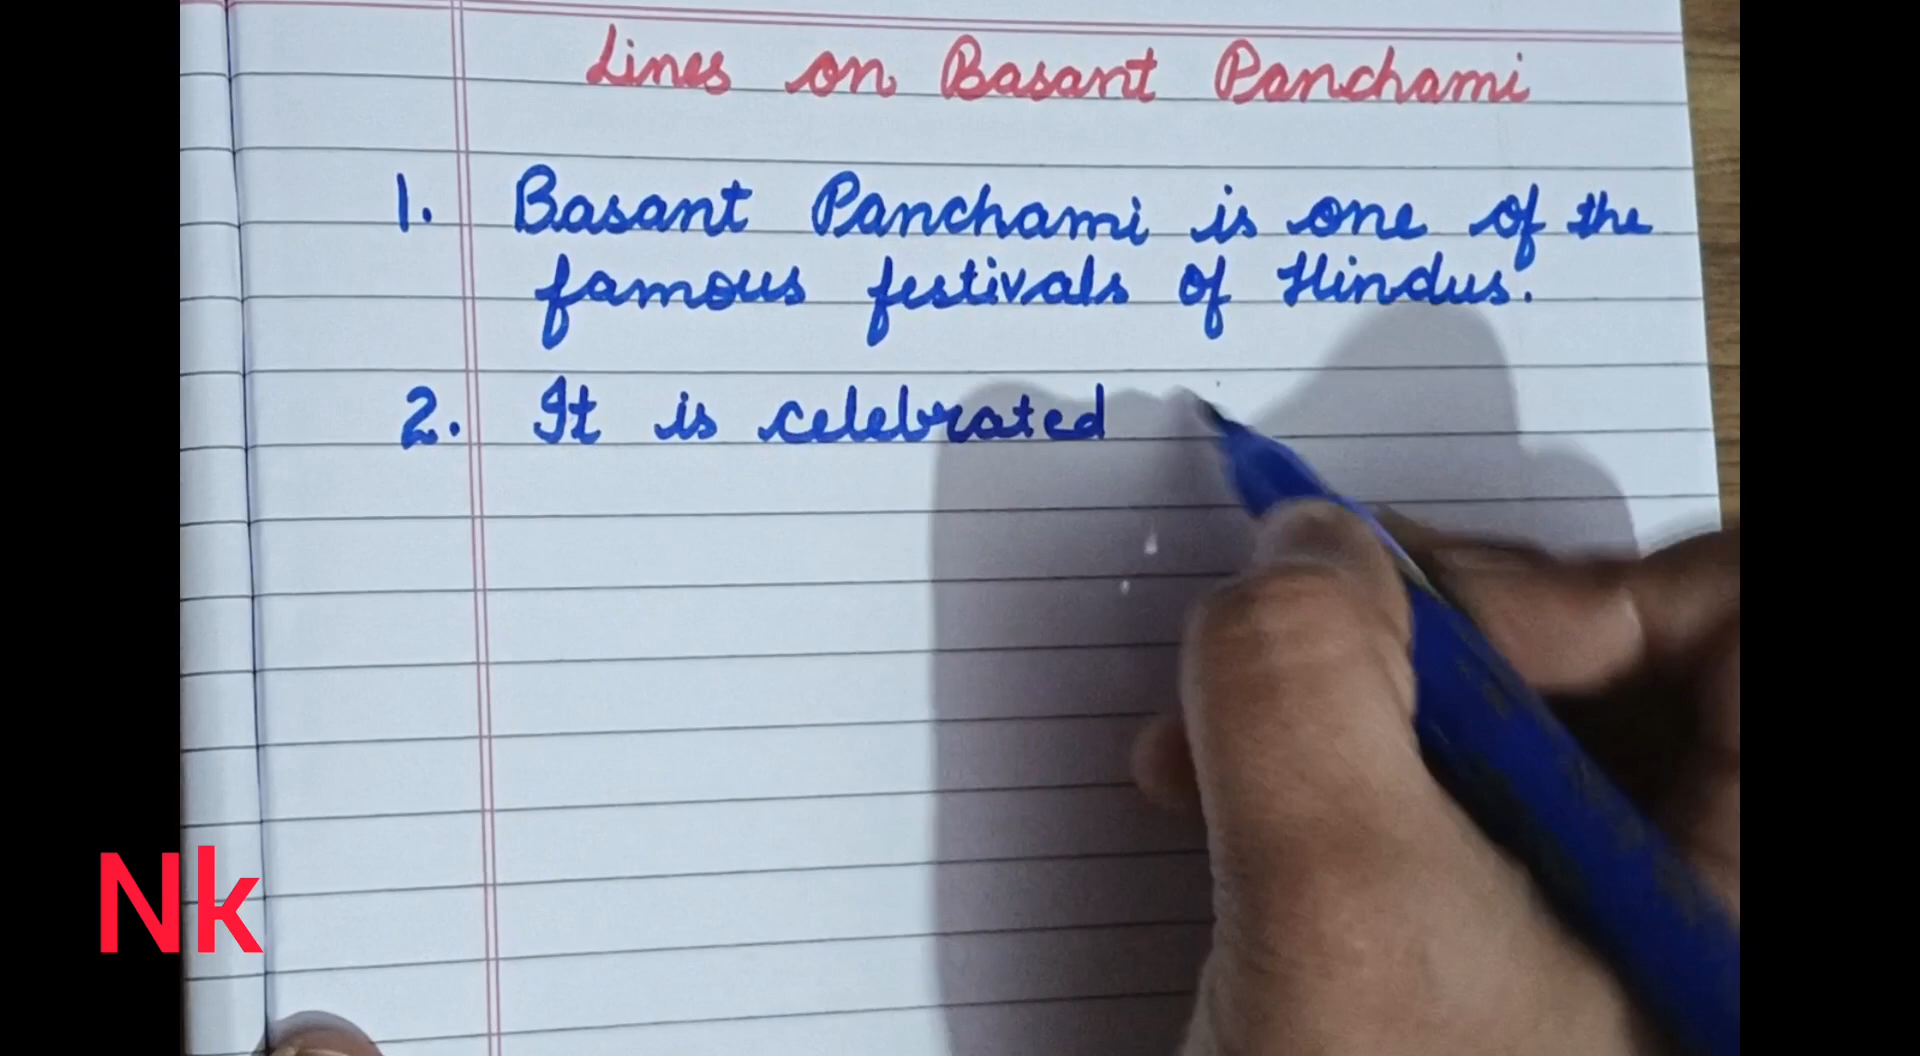 Lines on Basant Panchami
1. Basant Panchami is one of the
famous festivals of Hindus.
2. It is celebrated
Nk